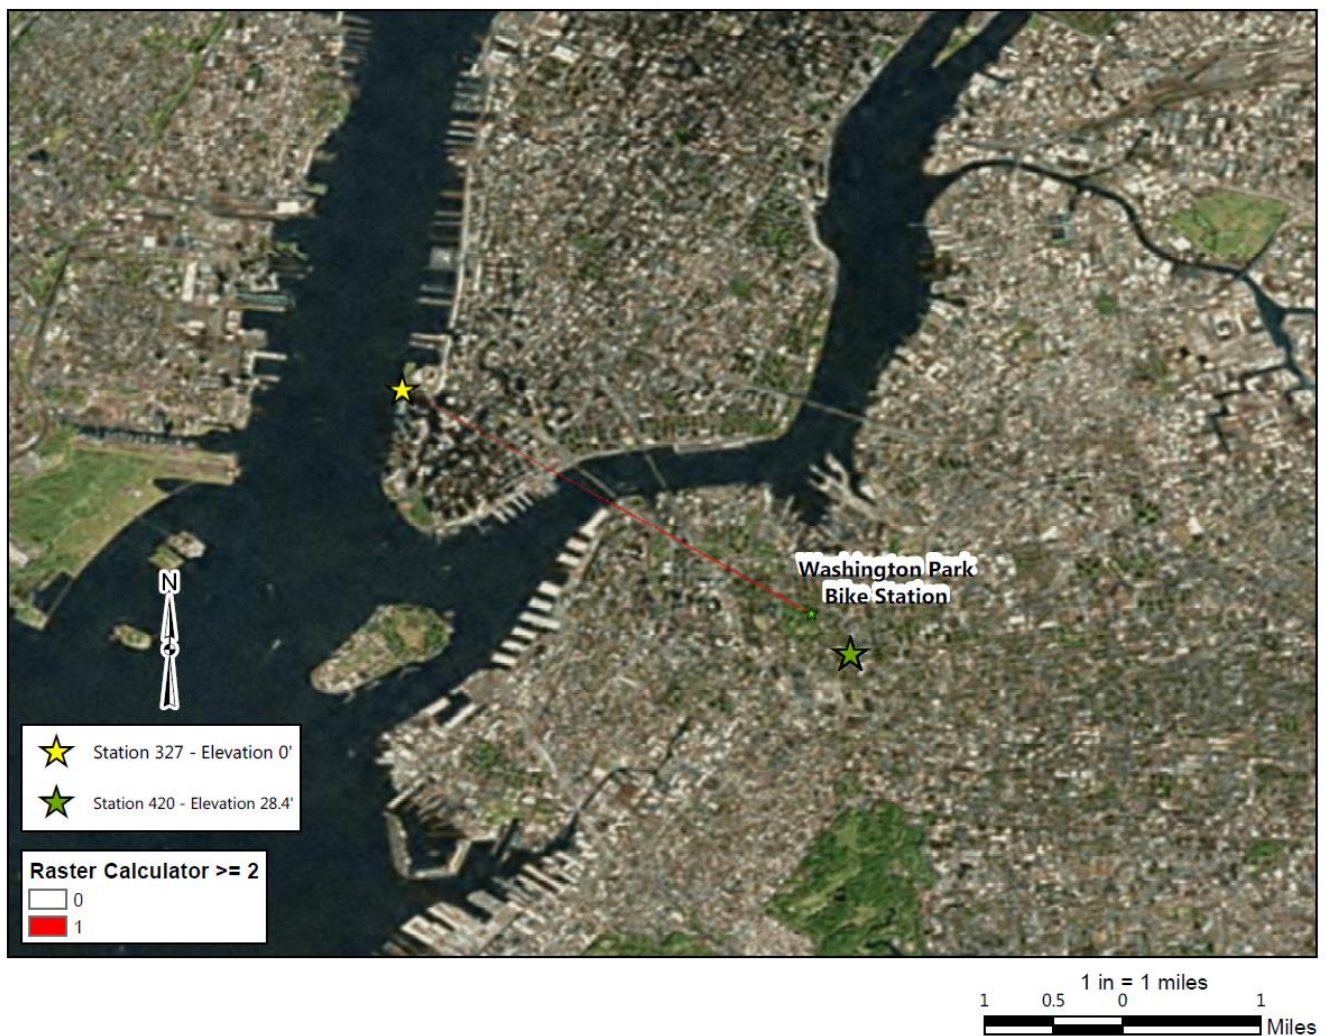 Washington Park
Bike Station
N
Station 327 - Elevation 0'
Station 420 - Elevation 28.4'
Raster Calculator >= 2
0
1
1 in = 1 miles
1 0.5 0 1
Miles